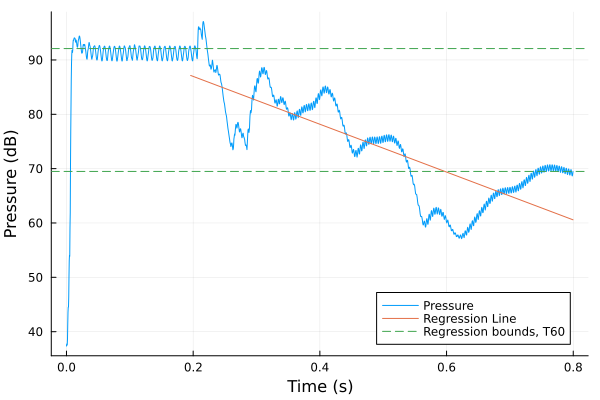 90
80
70
60
50
40
Pressure (dB)
0.0
0.2
0.4
0.6
0.8
Time (s)
Pressure
Regression Line
Regression bounds, T60